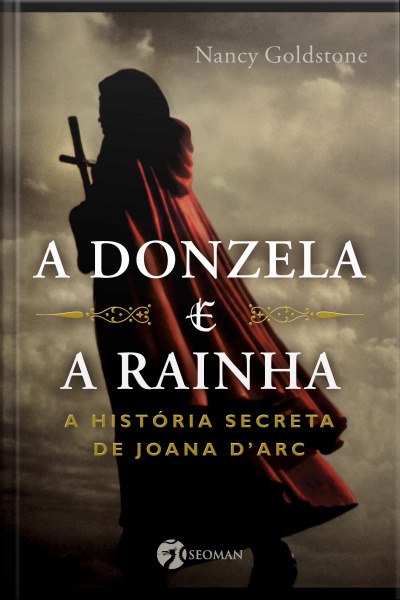 Nancy Goldstone
A DONZELA
E
A RAINHA
A HISTÓRIA SECRETA
DE JOANA D'ARC
SEOMAN